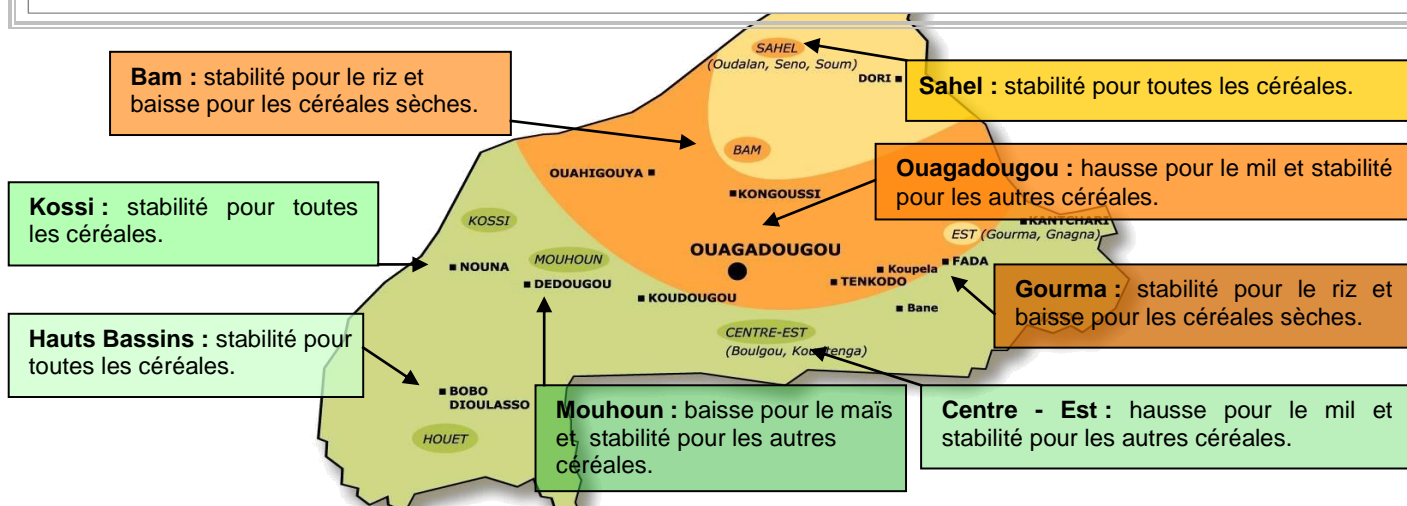 SAHEL
(Oudalan, Seno, Soum)
DORI
Bam : stabilité pour le riz et
baisse pour les céréales sèches.
Sahel : stabilité pour toutes les céréales.
BAM
OUAHIGOUYA
KONGOUSSI
Ouagadougou : hausse pour le mil et stabilité
pour les autres céréales.
Kossi : stabilité pour toutes
les céréales.
KOSSI
KANTCHARI
EST (Gourma, Gnagna)
OUAGADOUGOU
MOUHOUN
NOUNA
DEDOUGOU
KOUDOUGOU
Koupela
FADA
TENKODO
Bane
Gourma : stabilité pour le riz et
baisse pour les céréales sèches.
Hauts Bassins : stabilité pour
toutes les céréales.
CENTRE-EST
(Boulgou, Kouritenga)
BOBO
DIOULASSO
HOUET
Mouhoun : baisse pour le maïs
et stabilité pour les autres
céréales.
Centre - Est : hausse pour le mil et
stabilité pour les autres céréales.